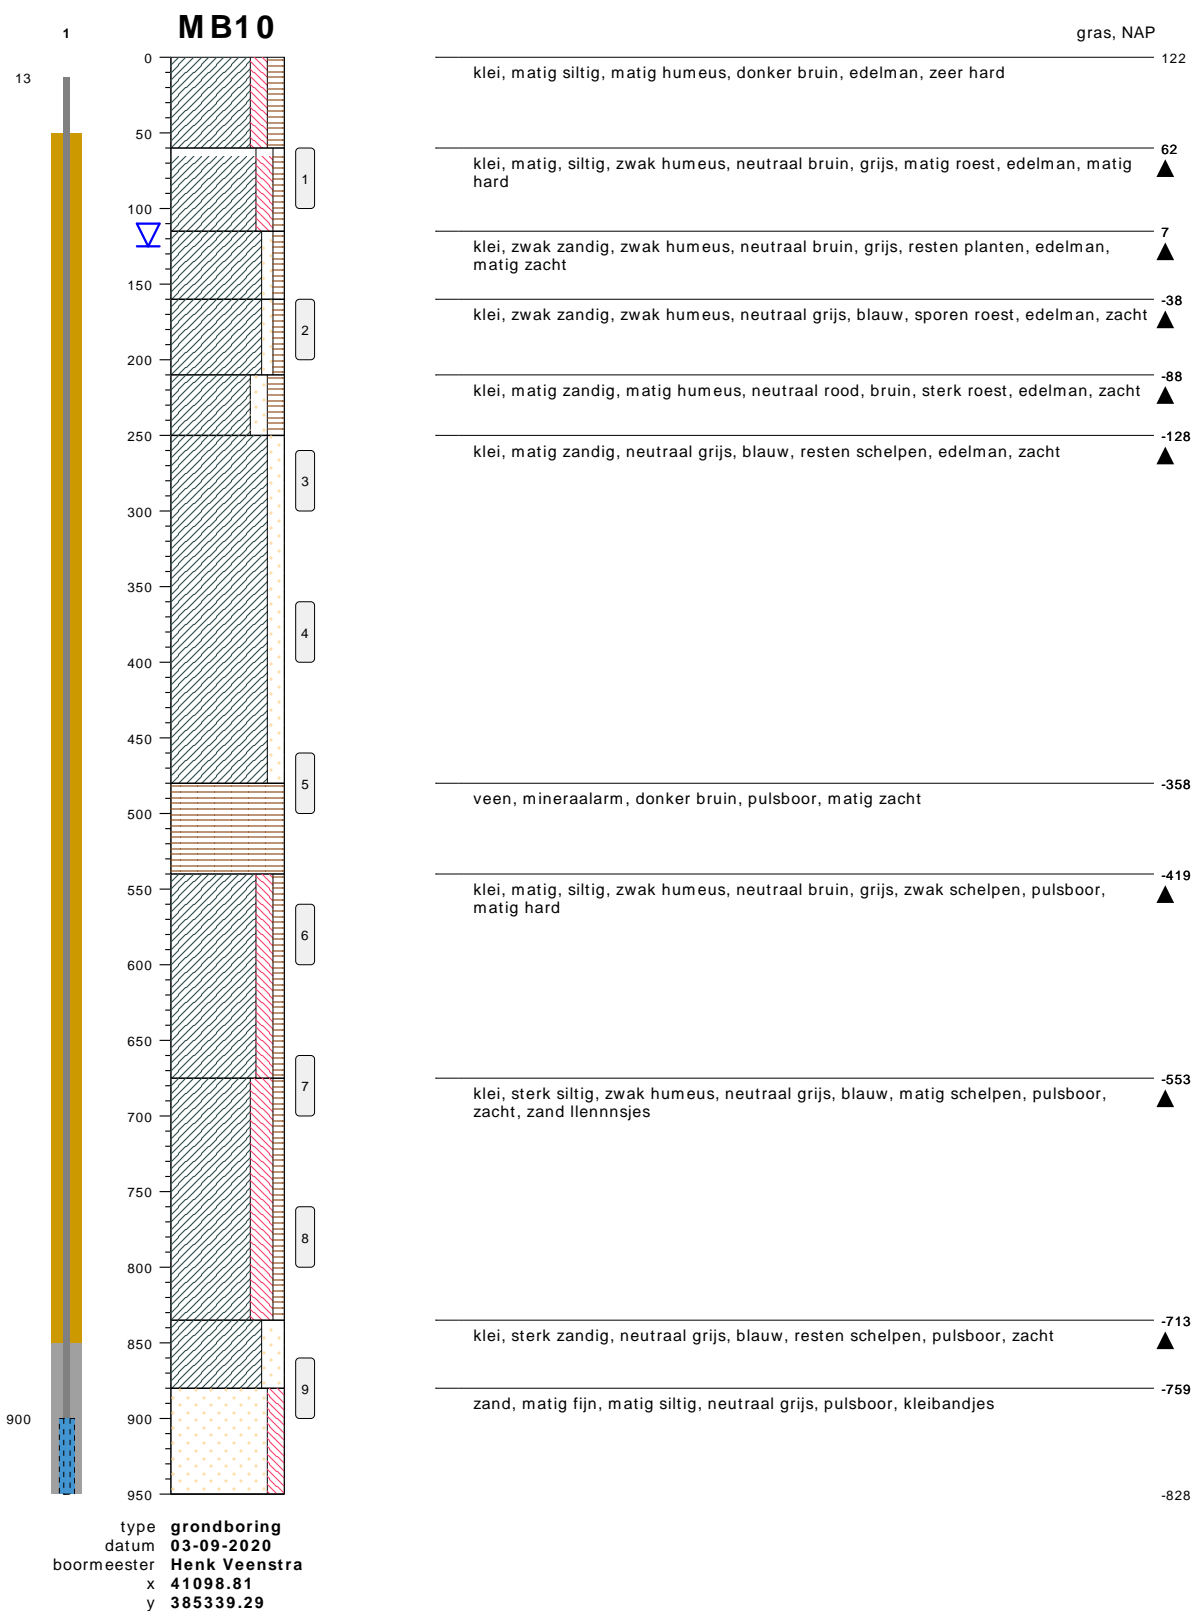 MB10
1
gras, NAP
0
122
klei, matig siltig, matig humeus, donker bruin, edelman, zeer hard
13
50
62
klei, matig, siltig, zwak humeus, neutraal bruin, grijs, matig roest, edelman, matig
hard
1
100
7
klei, zwak zandig, zwak humeus, neutraal bruin, grijs, resten planten, edelman,
matig zacht
150
-38
klei, zwak zandig, zwak humeus, neutraal grijs, blauw, sporen roest, edelman, zacht
2
200
-88
klei, matig zandig, matig humeus, neutraal rood, bruin, sterk roest, edelman, zacht
250
-128
klei, matig zandig, neutraal grijs, blauw, resten schelpen, edelman, zacht
3
300
350
4
400
450
-358
5
veen, mineraalarm, donker bruin, pulsboor, matig zacht
500
-419
550
klei, matig, siltig, zwak humeus, neutraal bruin, grijs, zwak schelpen, pulsboor,
matig hard
6
600
650
-553
7
klei, sterk siltig, zwak humeus, neutraal grijs, blauw, matig schelpen, pulsboor,
zacht, zand llennnsjes
700
750
8
800
-713
klei, sterk zandig, neutraal grijs, blauw, resten schelpen, pulsboor, zacht
850
-759
9
zand, matig fijn, matig siltig, neutraal grijs, pulsboor, kleibandjes
900
900
950
-828
type grondboring
datum 03-09-2020
boormeester Henk Veenstra
x 41098.81
y 385339.29